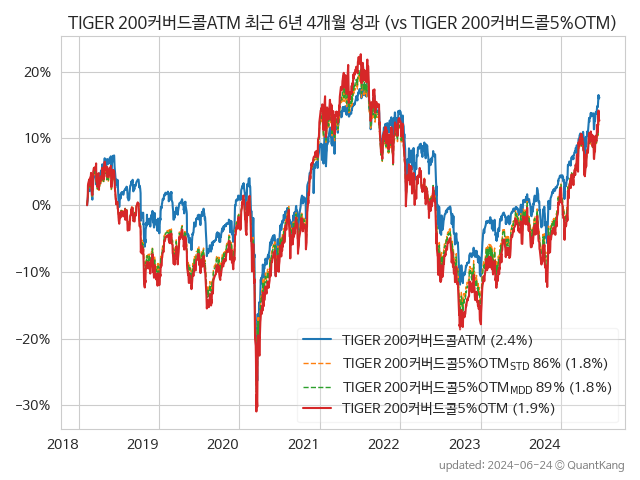 TIGER 200커버드콜ATM 최근 6년 4개월 성과 (vs TIGER 200커버드콜5%OTM)
20%
10%
0%
−10%
−20%
−30%
TIGER 200커버드콜ATM (2.4%)
TIGER 200커버드콜5%OTM STD 86% (1.8%)
TIGER 200커버드콜5%OTM MDD 89% (1.8%)
TIGER 200커버드콜5%OTM (1.9%)
2018 2019 2020 2021 2022 2023 2024
updated: 2024-06-24 © QuantKang